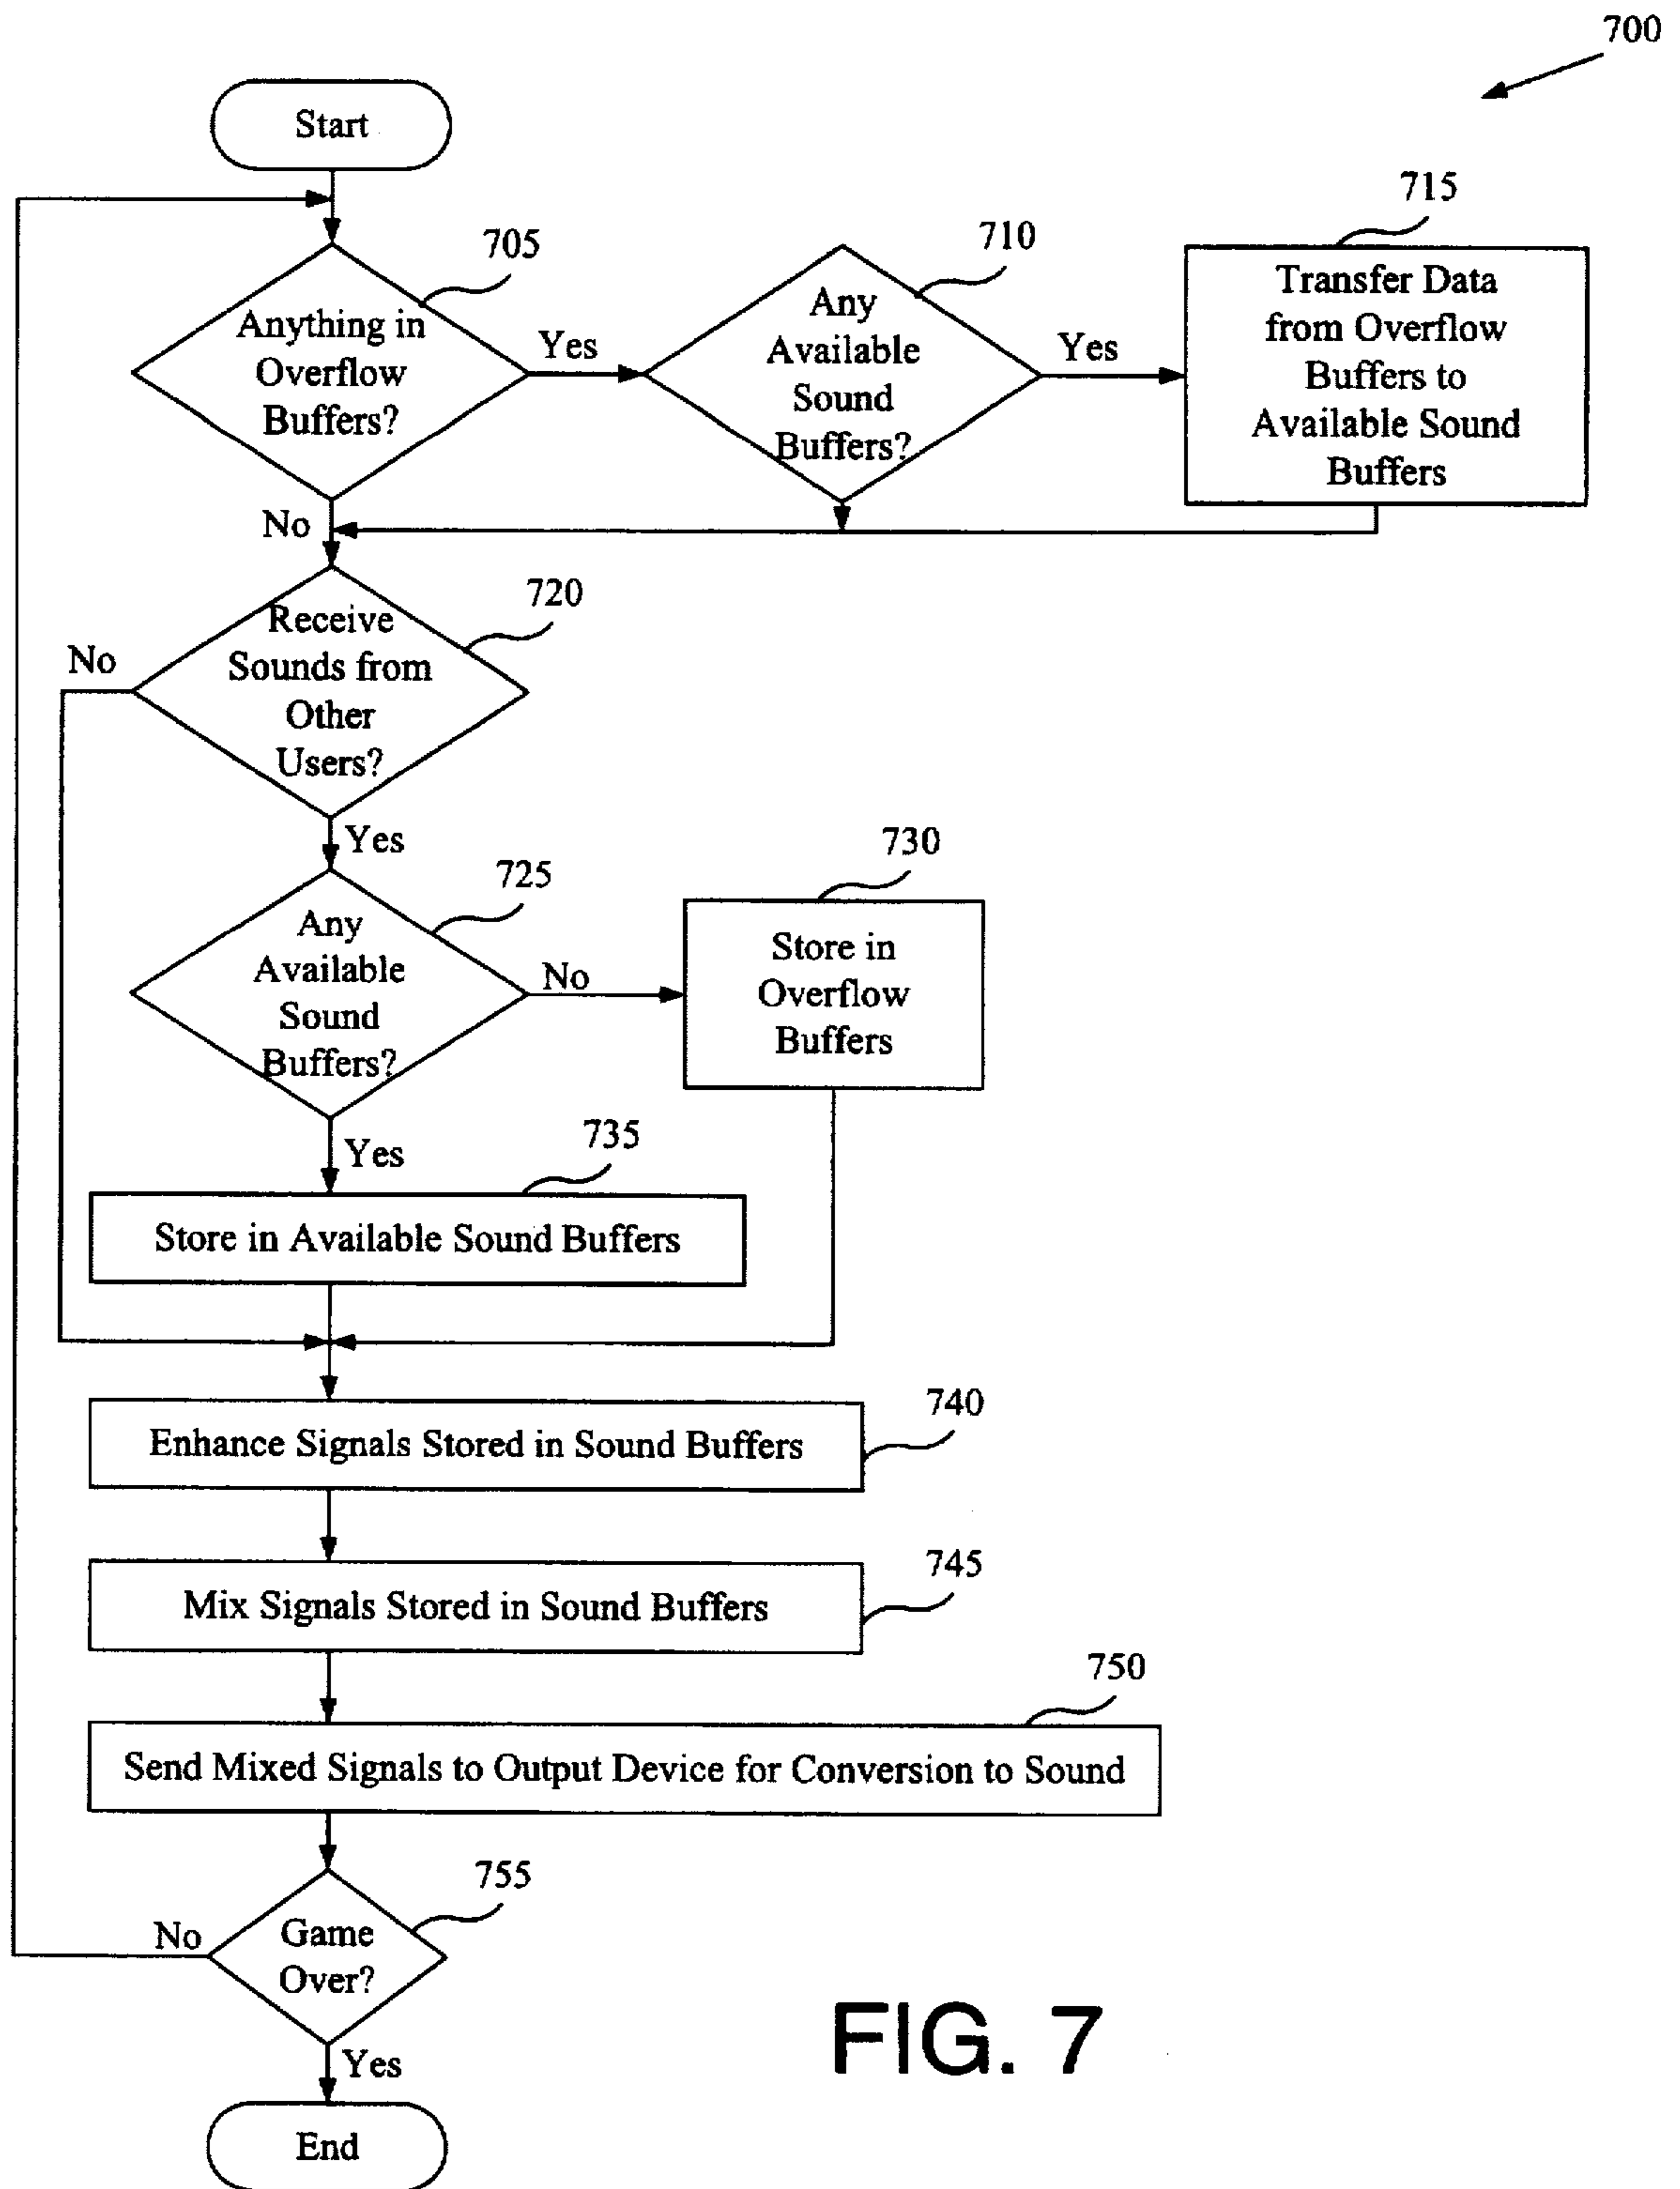 700
Start
705
Anything in
Overflow
Buffers?
Yes
710
Any
Available
Sound
Buffers?
Yes
715
Transfer Data
from Overflow
Buffers to
Available Sound
Buffers
No
720
Receive
Sounds from
Other
Users?
No
Yes
725
Any
Available
Sound
Buffers?
No
730
Store in
Overflow
Buffers
Yes
735
Store in Available Sound Buffers
740
Enhance Signals Stored in Sound Buffers
745
Mix Signals Stored in Sound Buffers
750
Send Mixed Signals to Output Device for Conversion to Sound
755
Game
Over?
No
Yes
End
FIG. 7